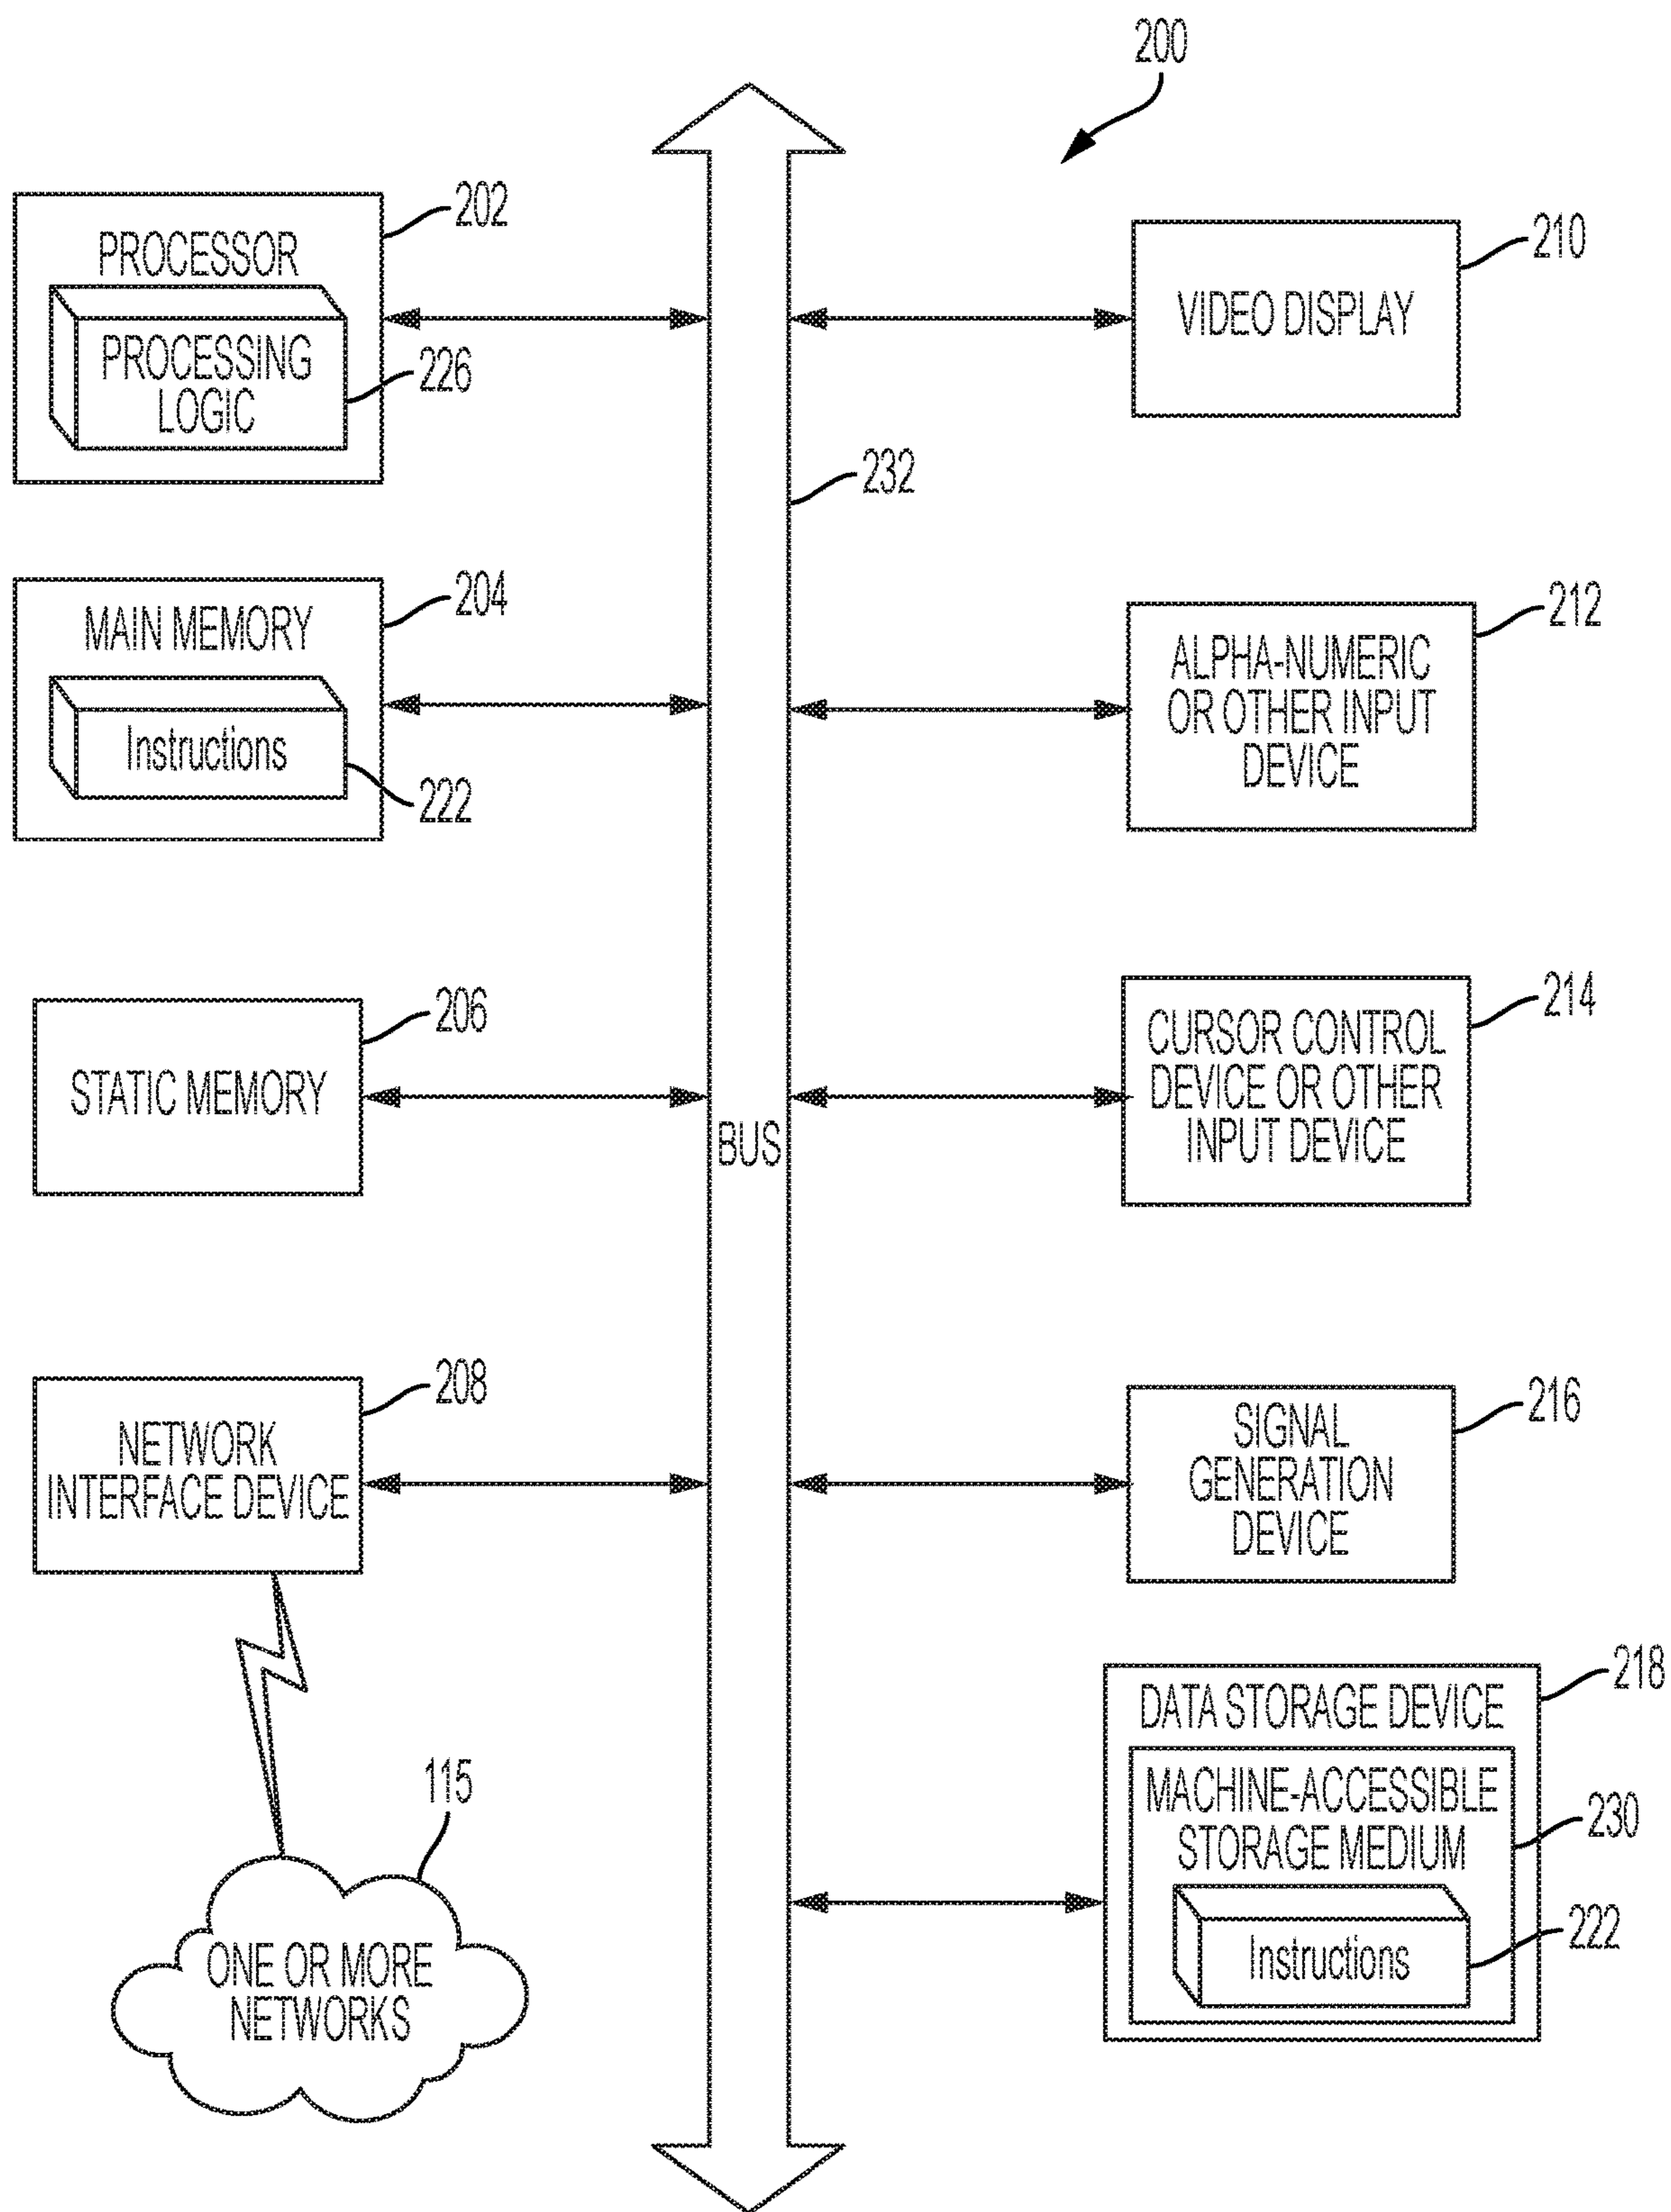 200
202
PROCESSOR
PROCESSING
LOGIC
226
204
MAIN MEMORY
Instructions
222
206
STATIC MEMORY
208
NETWORK
INTERFACE DEVICE
115
ONE OR MORE
NETWORKS
232
BUS
210
VIDEO DISPLAY
212
ALPHA-NUMERIC
OR OTHER INPUT
DEVICE
214
CURSOR CONTROL
DEVICE OR OTHER
INPUT DEVICE
216
SIGNAL
GENERATION
DEVICE
218
DATA STORAGE DEVICE
MACHINE-ACCESSIBLE
STORAGE MEDIUM
230
Instructions
222